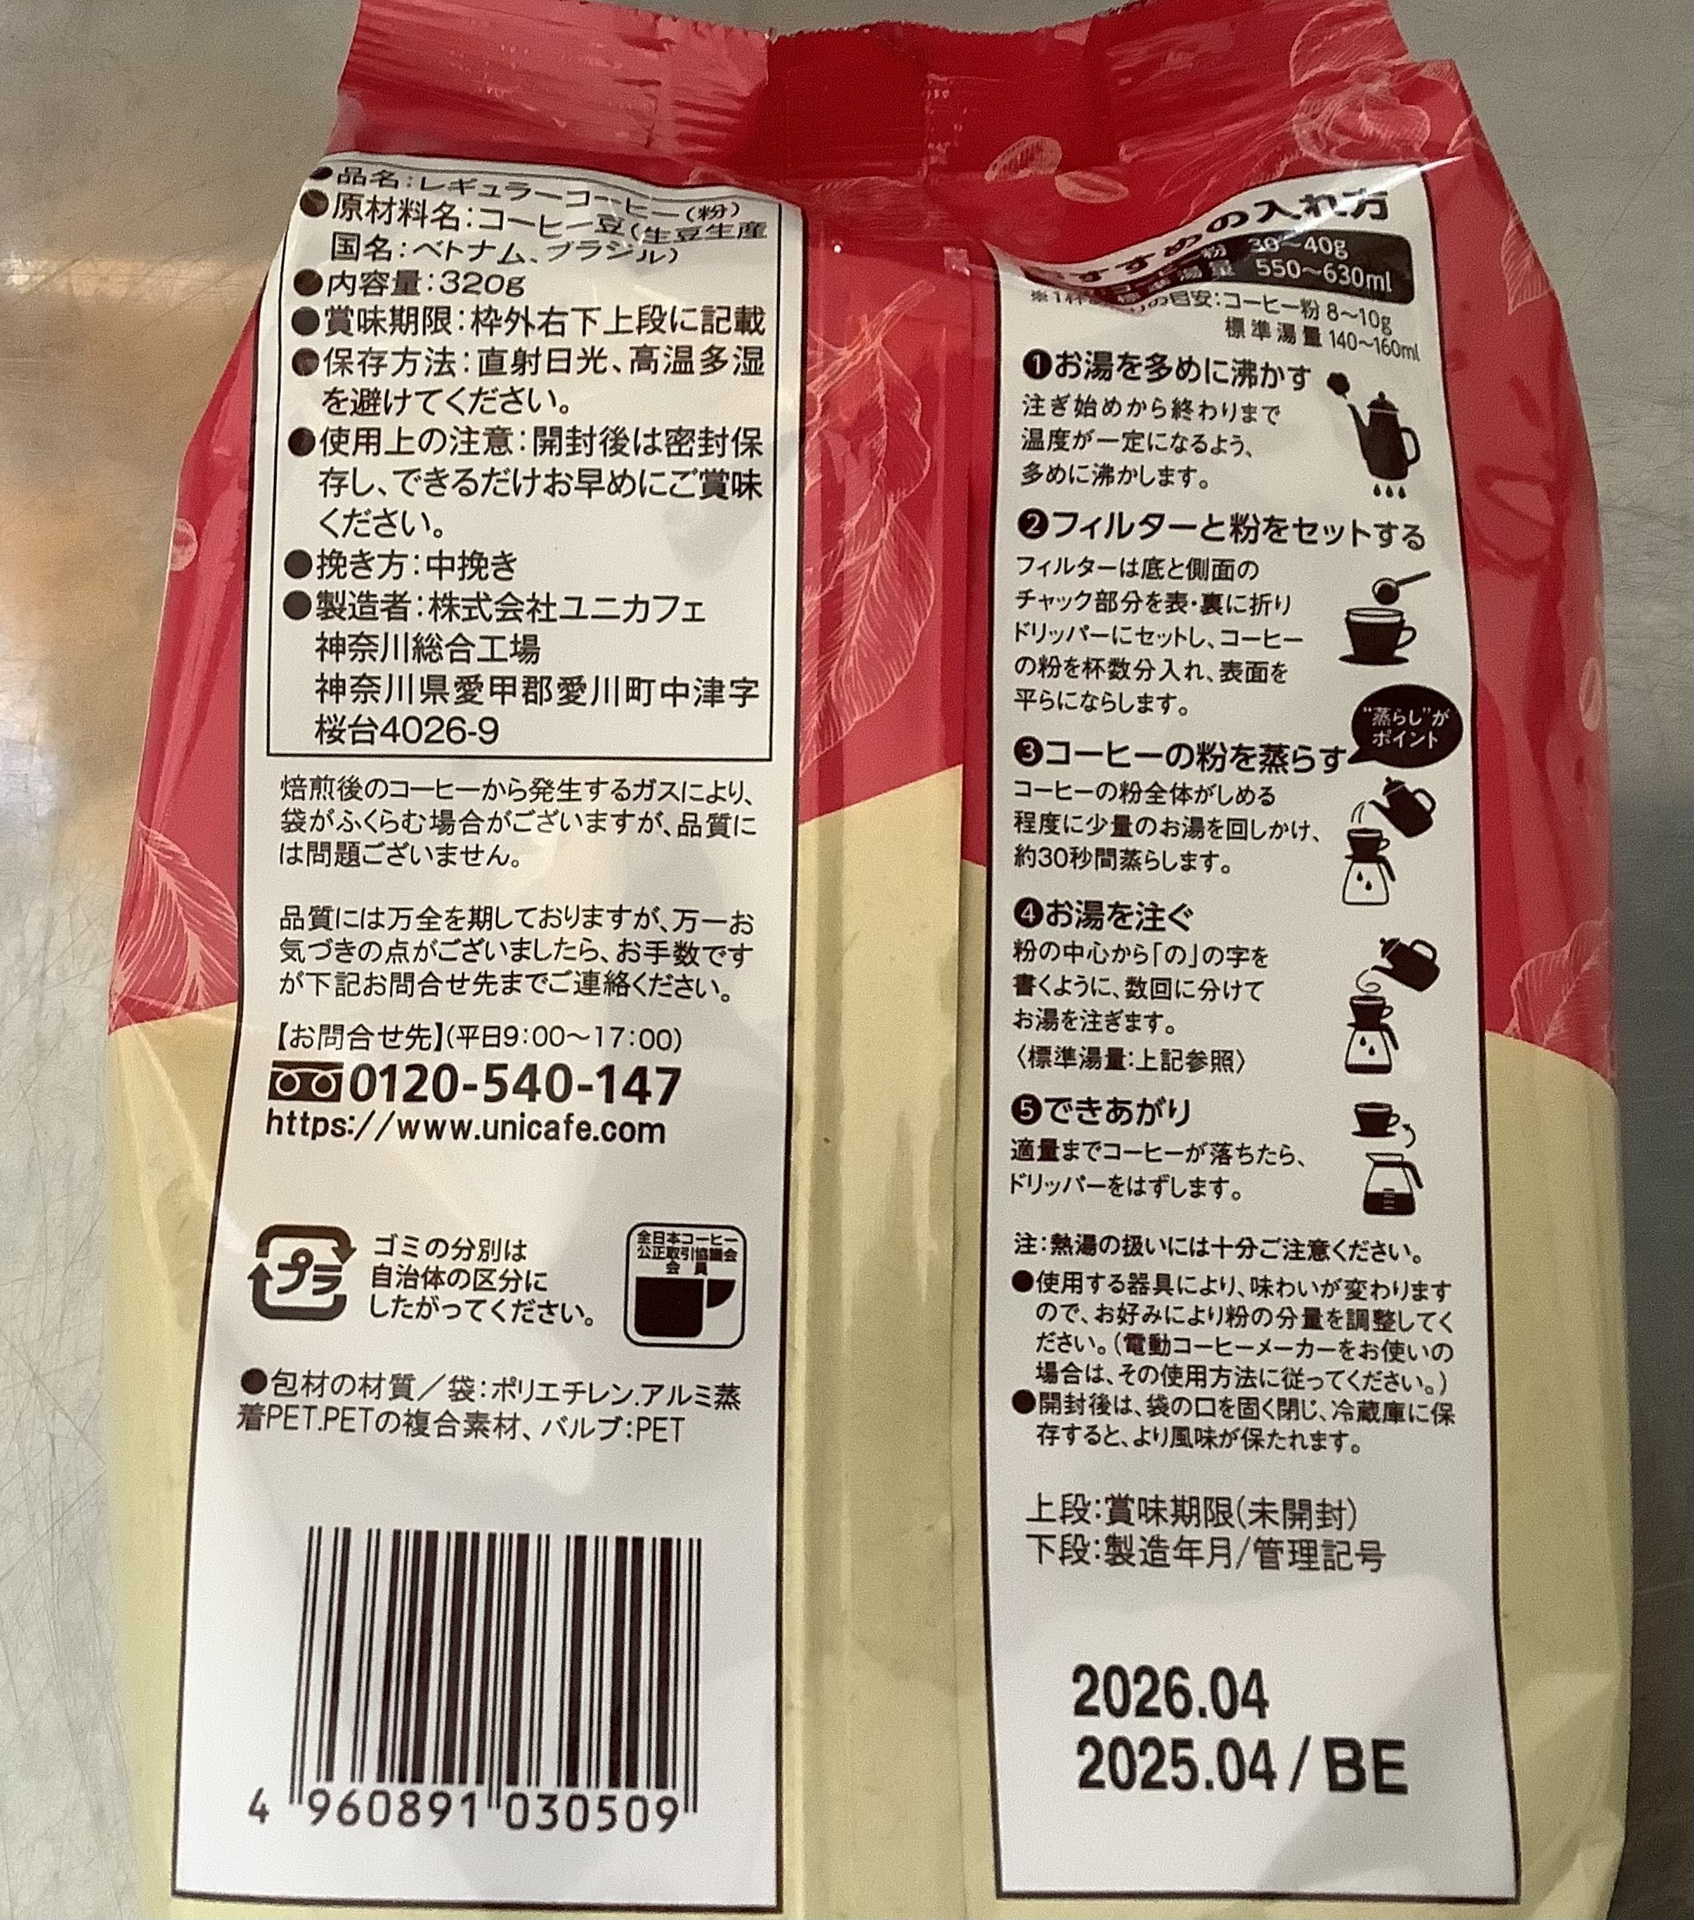 ●品名:レギュラーコーヒー(粉)
●原材料名:コーヒー豆(生豆生産
国名:ベトナム、ブラジル)
●内容量:320g
●賞味期限:枠外右下上段に記載
●保存方法:直射日光、高温多湿
を避けてください。
●使用上の注意:開封後は密封保
存し、できるだけお早めにご賞味
ください。
●挽き方:中挽き
●製造者:株式会社ユニカフェ
神奈川総合工場
神奈川県愛甲郡愛川町中津字
桜台4026-9
焙煎後のコーヒーから発生するガスにより、
袋がふくらむ場合がございますが、品質に
は問題ございません。
品質には万全を期しておりますが、万一お
気づきの点がございましたら、お手数です
が下記お問合せ先までご連絡ください。
【お問合せ先】(平日9:00〜17:00)
0120-540-147
https://www.unicafe.com
プラ
ゴミの分別は
自治体の区分に
したがってください。
全日本コーヒー
公正取引協議会
会員
●包材の材質/袋:ポリエチレン.アルミ蒸
着PET.PETの複合素材、バルブ:PET
4 960891 030509
すすめの入れ方
粉 30〜40g
湯量 550〜630ml
の目安:コーヒー粉 8〜10g
標準湯量 140〜160ml
❶お湯を多めに沸かす
注ぎ始めから終わりまで
温度が一定になるよう、
多めに沸かします。
❷フィルターと粉をセットする
フィルターは底と側面の
チャック部分を表・裏に折り
ドリッパーにセットし、コーヒー
の粉を杯数分入れ、表面を
平らにならします。
"蒸らし"が
ポイント
❸コーヒーの粉を蒸らす
コーヒーの粉全体がしめる
程度に少量のお湯を回しかけ、
約30秒間蒸らします。
❹お湯を注ぐ
粉の中心から「の」の字を
書くように、数回に分けて
お湯を注ぎます。
〈標準湯量:上記参照〉
❺できあがり
適量までコーヒーが落ちたら、
ドリッパーをはずします。
注:熱湯の扱いには十分ご注意ください。
●使用する器具により、味わいが変わります
ので、お好みにより粉の分量を調整してく
ださい。(電動コーヒーメーカーをお使いの
場合は、その使用方法に従ってください。)
●開封後は、袋の口を固く閉じ、冷蔵庫に保
存すると、より風味が保たれます。
上段:賞味期限(未開封)
下段:製造年月/管理記号
2026.04
2025.04/BE